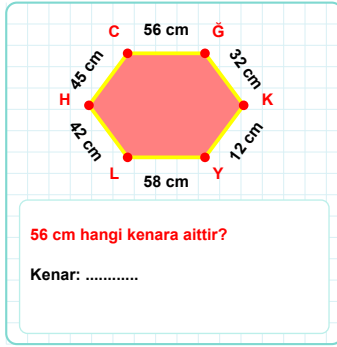 56 cm
C
Ğ
45 cm
32 cm
H
K
42 cm
12 cm
L
Y
58 cm
56 cm hangi kenara aittir?
Kenar: ............